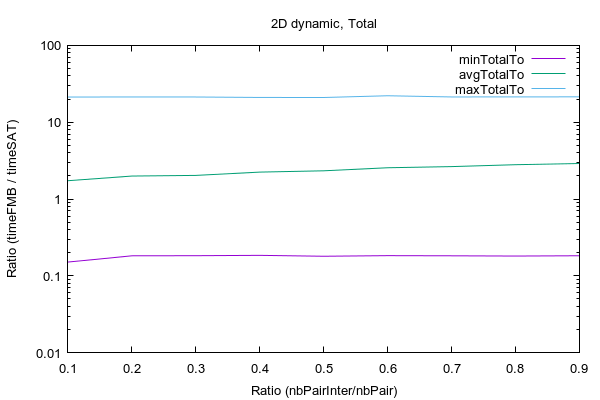 2D dynamic, Total
minTotalTo
avgTotalTo
maxTotalTo
Ratio (timeFMB / timeSAT)
100
10
1
0.1
0.01
0.1 0.2 0.3 0.4 0.5 0.6 0.7 0.8 0.9
Ratio (nbPairInter/nbPair)